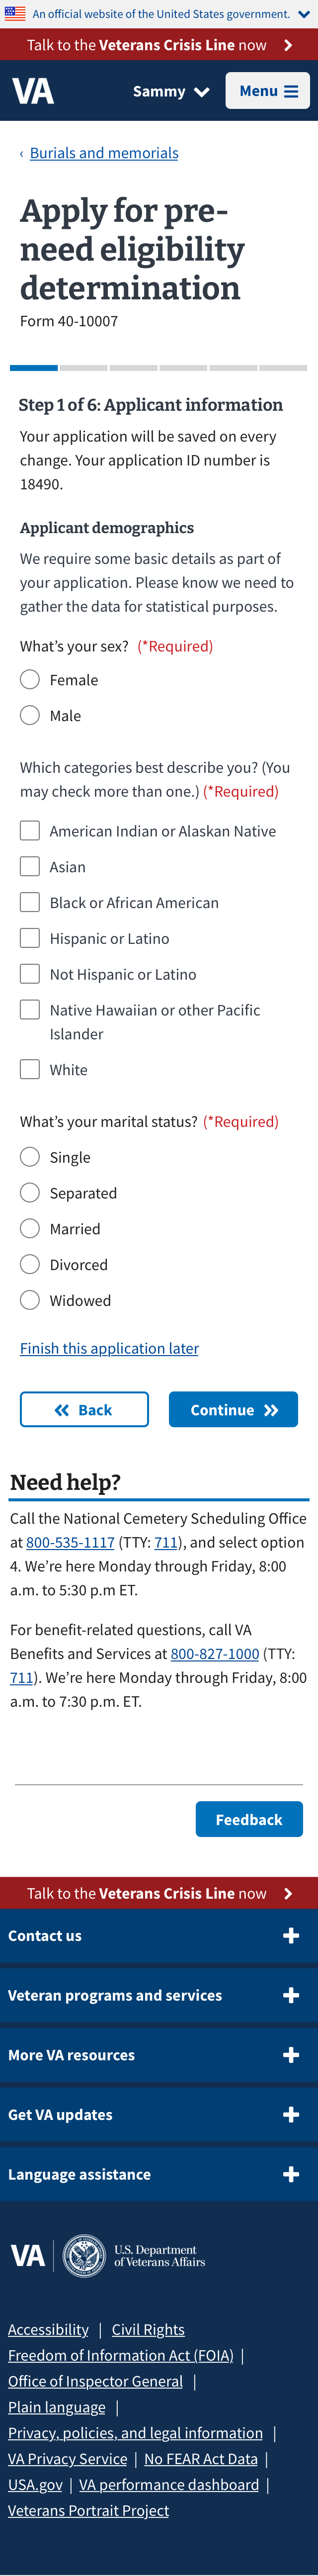 An official website of the United States government.
Talk to the Veterans Crisis Line now
VA
Sammy
Menu
‹ Burials and memorials
Apply for pre-
need eligibility
determination
Form 40-10007
Step 1 of 6: Applicant information
Your application will be saved on every
change. Your application ID number is
18490.
Applicant demographics
We require some basic details as part of
your application. Please know we need to
gather the data for statistical purposes.
What's your sex? (*Required)
Female
Male
Which categories best describe you? (You
may check more than one.) (*Required)
American Indian or Alaskan Native
Asian
Black or African American
Hispanic or Latino
Not Hispanic or Latino
Native Hawaiian or other Pacific
Islander
White
What's your marital status? (*Required)
Single
Separated
Married
Divorced
Widowed
Finish this application later
Back
Continue
Need help?
Call the National Cemetery Scheduling Office
at 800-535-1117 (TTY: 711), and select option
4. We're here Monday through Friday, 8:00
a.m. to 5:30 p.m ET.
For benefit-related questions, call VA
Benefits and Services at 800-827-1000 (TTY:
711). We're here Monday through Friday, 8:00
a.m. to 7:30 p.m. ET.
Feedback
Talk to the Veterans Crisis Line now
Contact us
Veteran programs and services
More VA resources
Get VA updates
Language assistance
VA
U.S. Department
of Veterans Affairs
Accessibility | Civil Rights
Freedom of Information Act (FOIA) |
Office of Inspector General |
Plain language |
Privacy, policies, and legal information |
VA Privacy Service | No FEAR Act Data |
USA.gov | VA performance dashboard |
Veterans Portrait Project